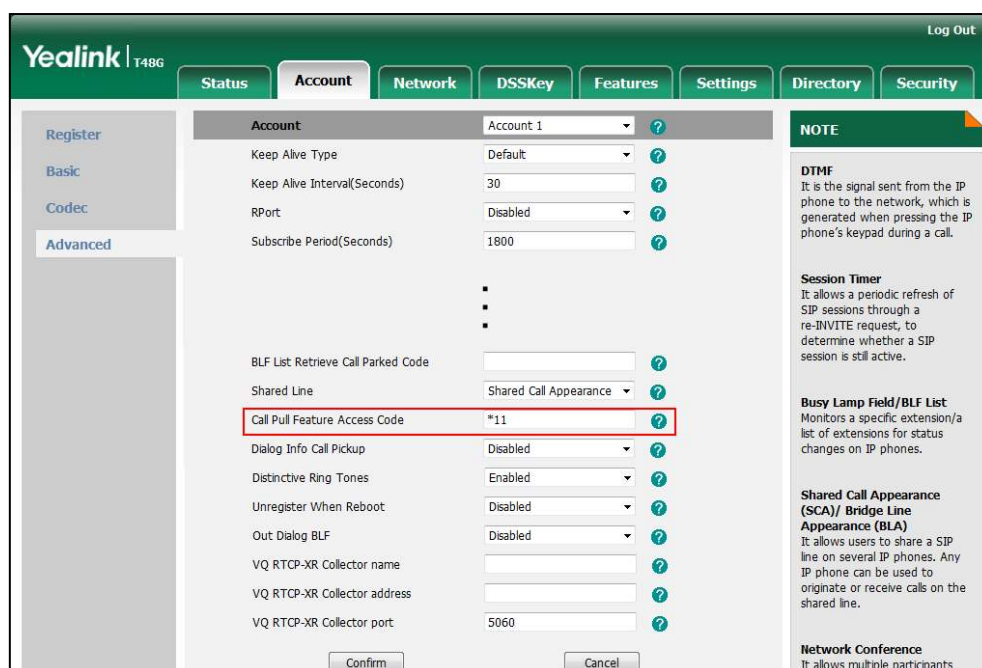 Log Out
Yealink T48G
Status Account Network DSSKey Features Settings Directory Security
Register
Basic
Codec
Advanced
Account Account 1
Keep Alive Type Default
Keep Alive Interval(Seconds) 30
RPort Disabled
Subscribe Period(Seconds) 1800
BLF List Retrieve Call Parked Code
Shared Line Shared Call Appearance
Call Pull Feature Access Code *11
Dialog Info Call Pickup Disabled
Distinctive Ring Tones Enabled
Unregister When Reboot Disabled
Out Dialog BLF Disabled
VQ RTCP-XR Collector name
VQ RTCP-XR Collector address
VQ RTCP-XR Collector port 5060
Confirm Cancel
NOTE
DTMF
It is the signal sent from the IP
phone to the network, which is
generated when pressing the IP
phone's keypad during a call.
Session Timer
It allows a periodic refresh of
SIP sessions through a
re-INVITE request, to
determine whether a SIP
session is still active.
Busy Lamp Field/BLF List
Monitors a specific extension/a
list of extensions for status
changes on IP phones.
Shared Call Appearance
(SCA)/ Bridge Line
Appearance (BLA)
It allows users to share a SIP
line on several IP phones. Any
IP phone can be used to
originate or receive calls on the
shared line.
Network Conference
It allows multiple participants